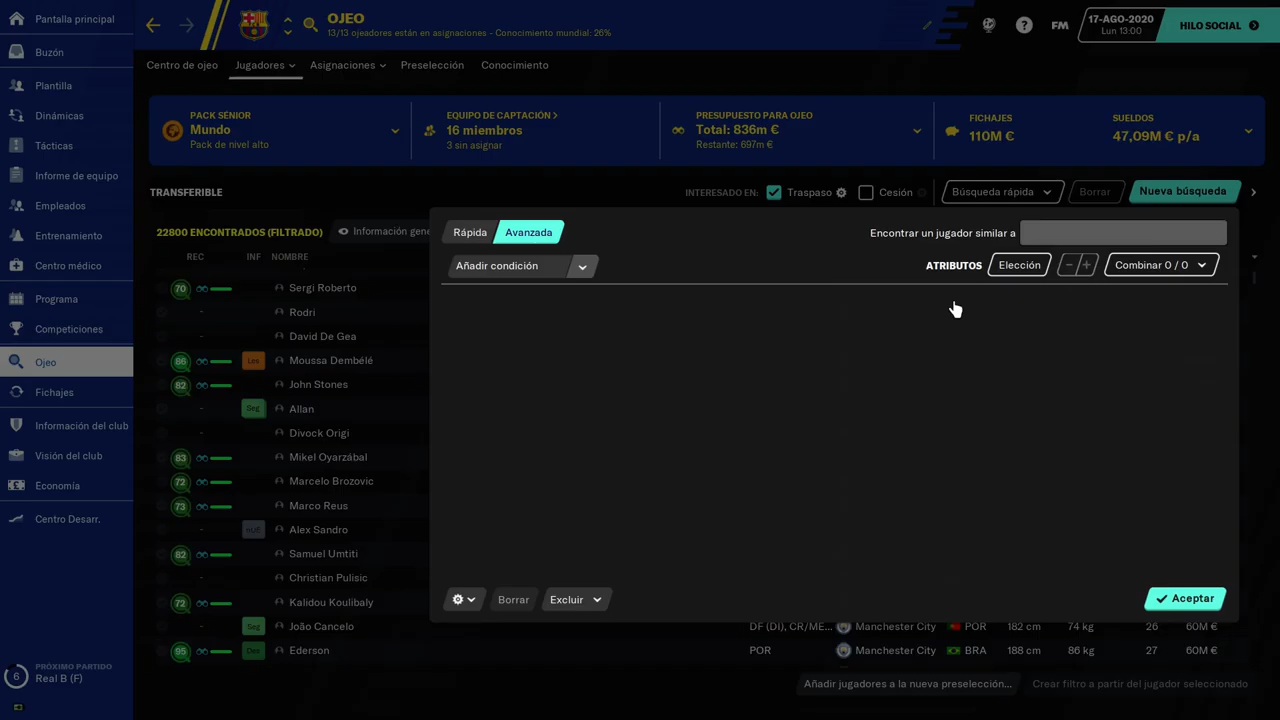 Pantalla principal
Buzón
Plantilla
Dinámicas
Tácticas
Informe de equipo
Empleados
Entrenamiento
Centro médico
Programa
Competiciones
Ojeo
Fichajes
Información del club
Visión del club
Economía
Centro Desarr.
6 PRÓXIMO PARTIDO
Real B (F)
OJEO
13/13 ojeadores están en asignaciones - Conocimiento mundial: 26%
FM
17-AGO-2020
Lun 13:00
HILO SOCIAL
Centro de ojeo Jugadores Asignaciones Preselección Conocimiento
PACK SÉNIOR
Mundo
Pack de nivel alto
EQUIPO DE CAPTACIÓN >
16 miembros
3 sin asignar
PRESUPUESTO PARA OJEO
Total: 836m €
Restante: 697m €
FICHAJES
110M €
SUELDOS
47,09M € p/a
TRANSFERIBLE INTERESADO EN: Traspaso Cesión Búsqueda rápida Borrar Nueva búsqueda
22800 ENCONTRADOS (FILTRADO) Información gene
REC INF NOMBRE
70 Sergi Roberto
- Rodri
- David De Gea
86 Les Moussa Dembélé
82 John Stones
- Seg Allan
- Divock Origi
83 Mikel Oyarzábal
72 Marcelo Brozovic
73 Marco Reus
- nUE Alex Sandro
82 Samuel Umtiti
- Christian Pulisic
72 Kalidou Koulibaly
- Seg João Cancelo DF (DI), CR/ME... Manchester City POR 182 cm 74 kg 26 60M €
95 Des Ederson POR Manchester City BRA 188 cm 86 kg 27 60M €
Rápida Avanzada Encontrar un jugador similar a
Añadir condición ATRIBUTOS Elección -/+ Combinar 0 / 0
Borrar Excluir Aceptar
Añadir jugadores a la nueva preselección... Crear filtro a partir del jugador seleccionado